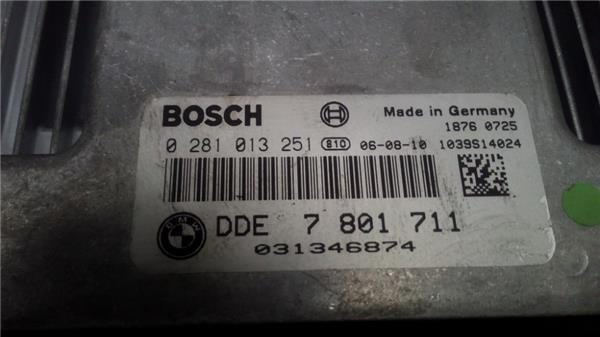 BOSCH Made in Germany
1876 0725
0 281 013 251 810 06-08-10 1039S14024
BMW DDE 7 801 711
031346874